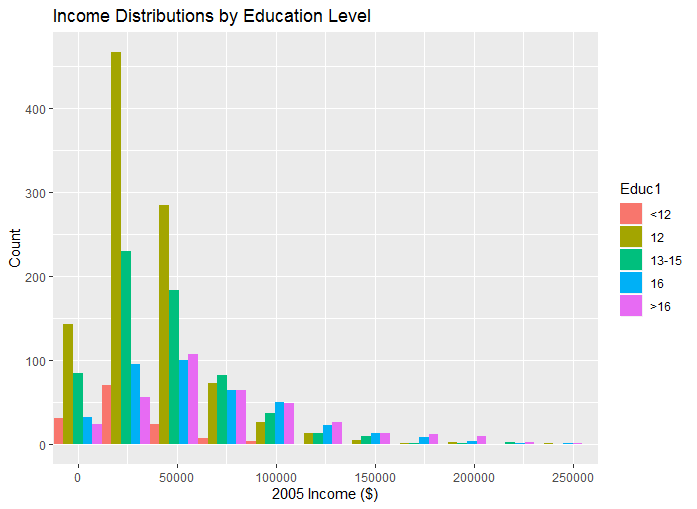 Income Distributions by Education Level
Count
400
300
200
100
0
0 50000 100000 150000 200000 250000
2005 Income ($)
Educ1
<12
12
13-15
16
>16